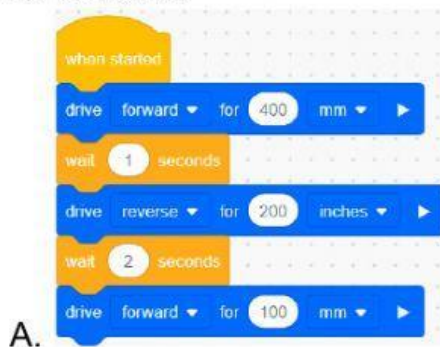 when started
drive forward for 400 mm
wait 1 seconds
drive reverse for 200 inches
wait 2 seconds
drive forward for 100 mm
A.